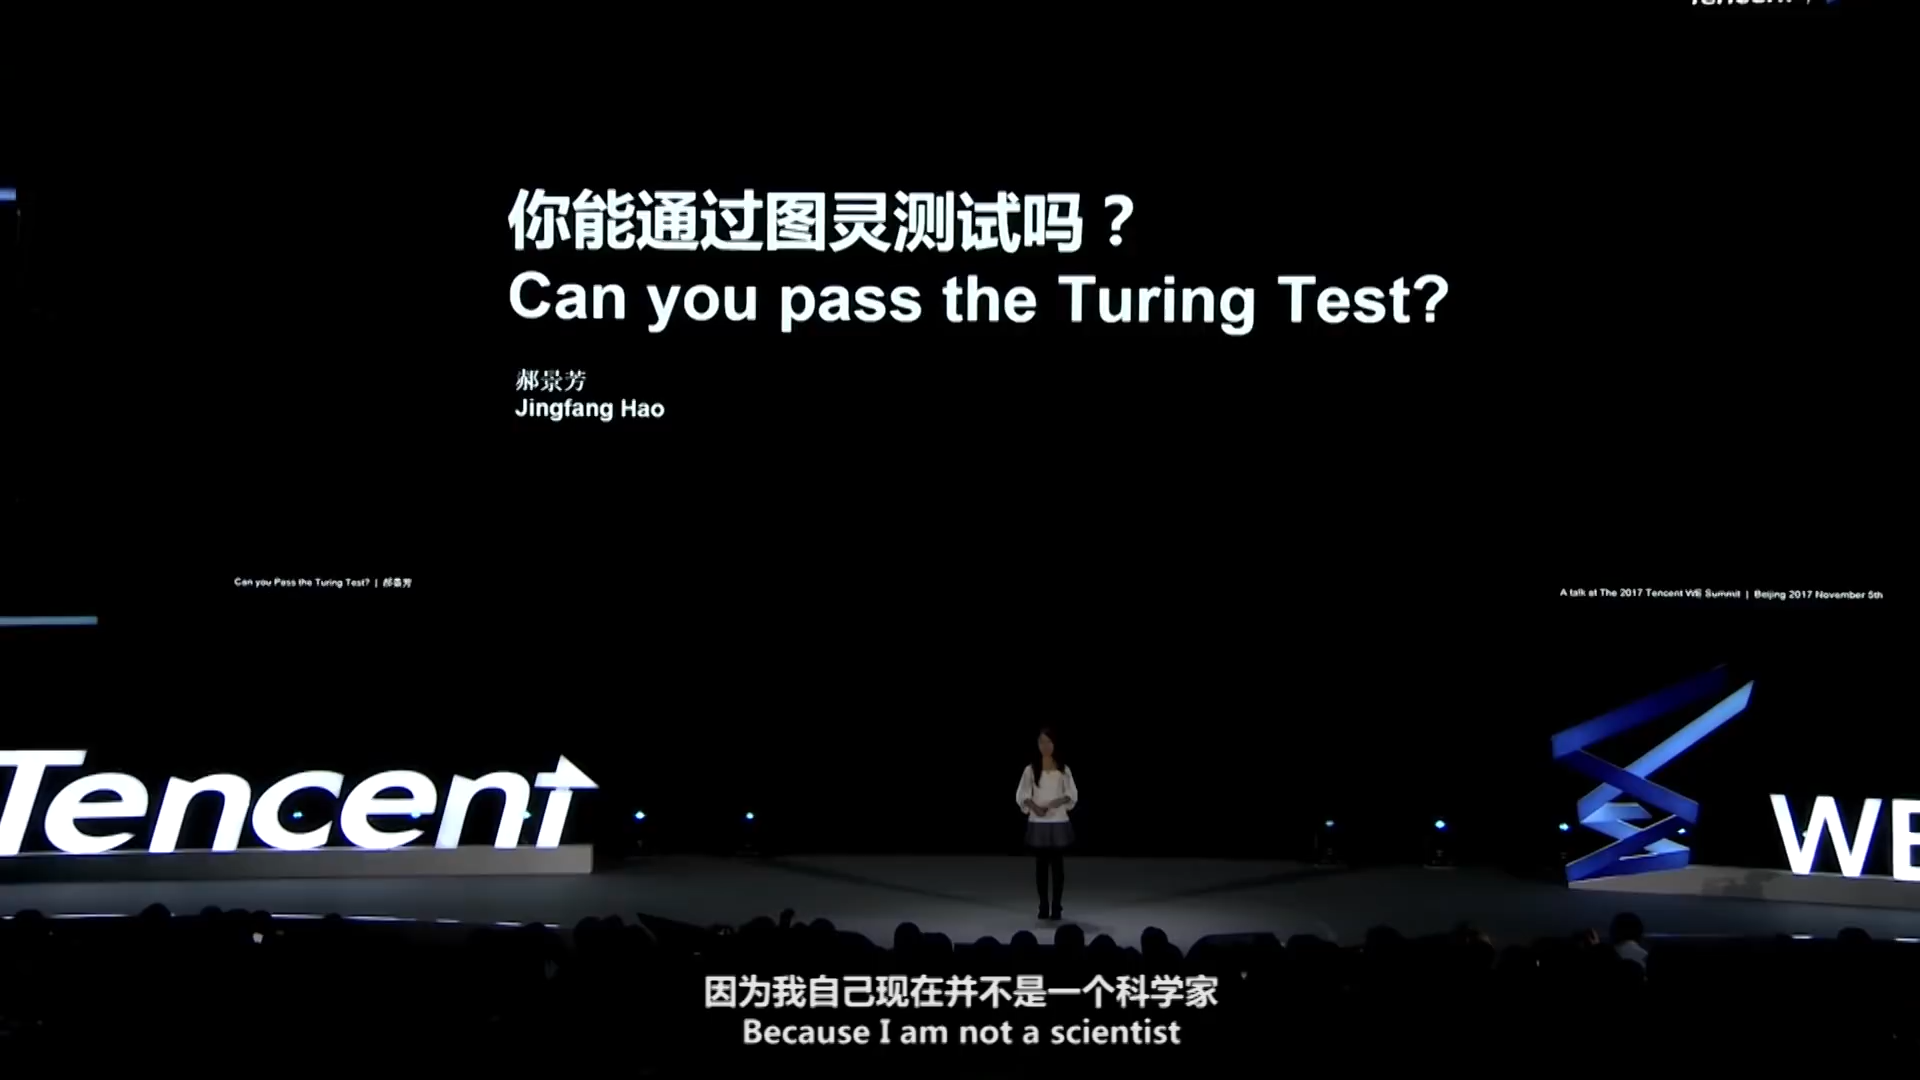 你能通过图灵测试吗？
Can you pass the Turing Test?
郝景芳
Jingfang Hao
Can you Pass the Turing Test? | 郝景芳
A talk at The 2017 Tencent WE Summit | Beijing 2017 November 5th
Tencent
WE
因为我自己现在并不是一个科学家
Because I am not a scientist